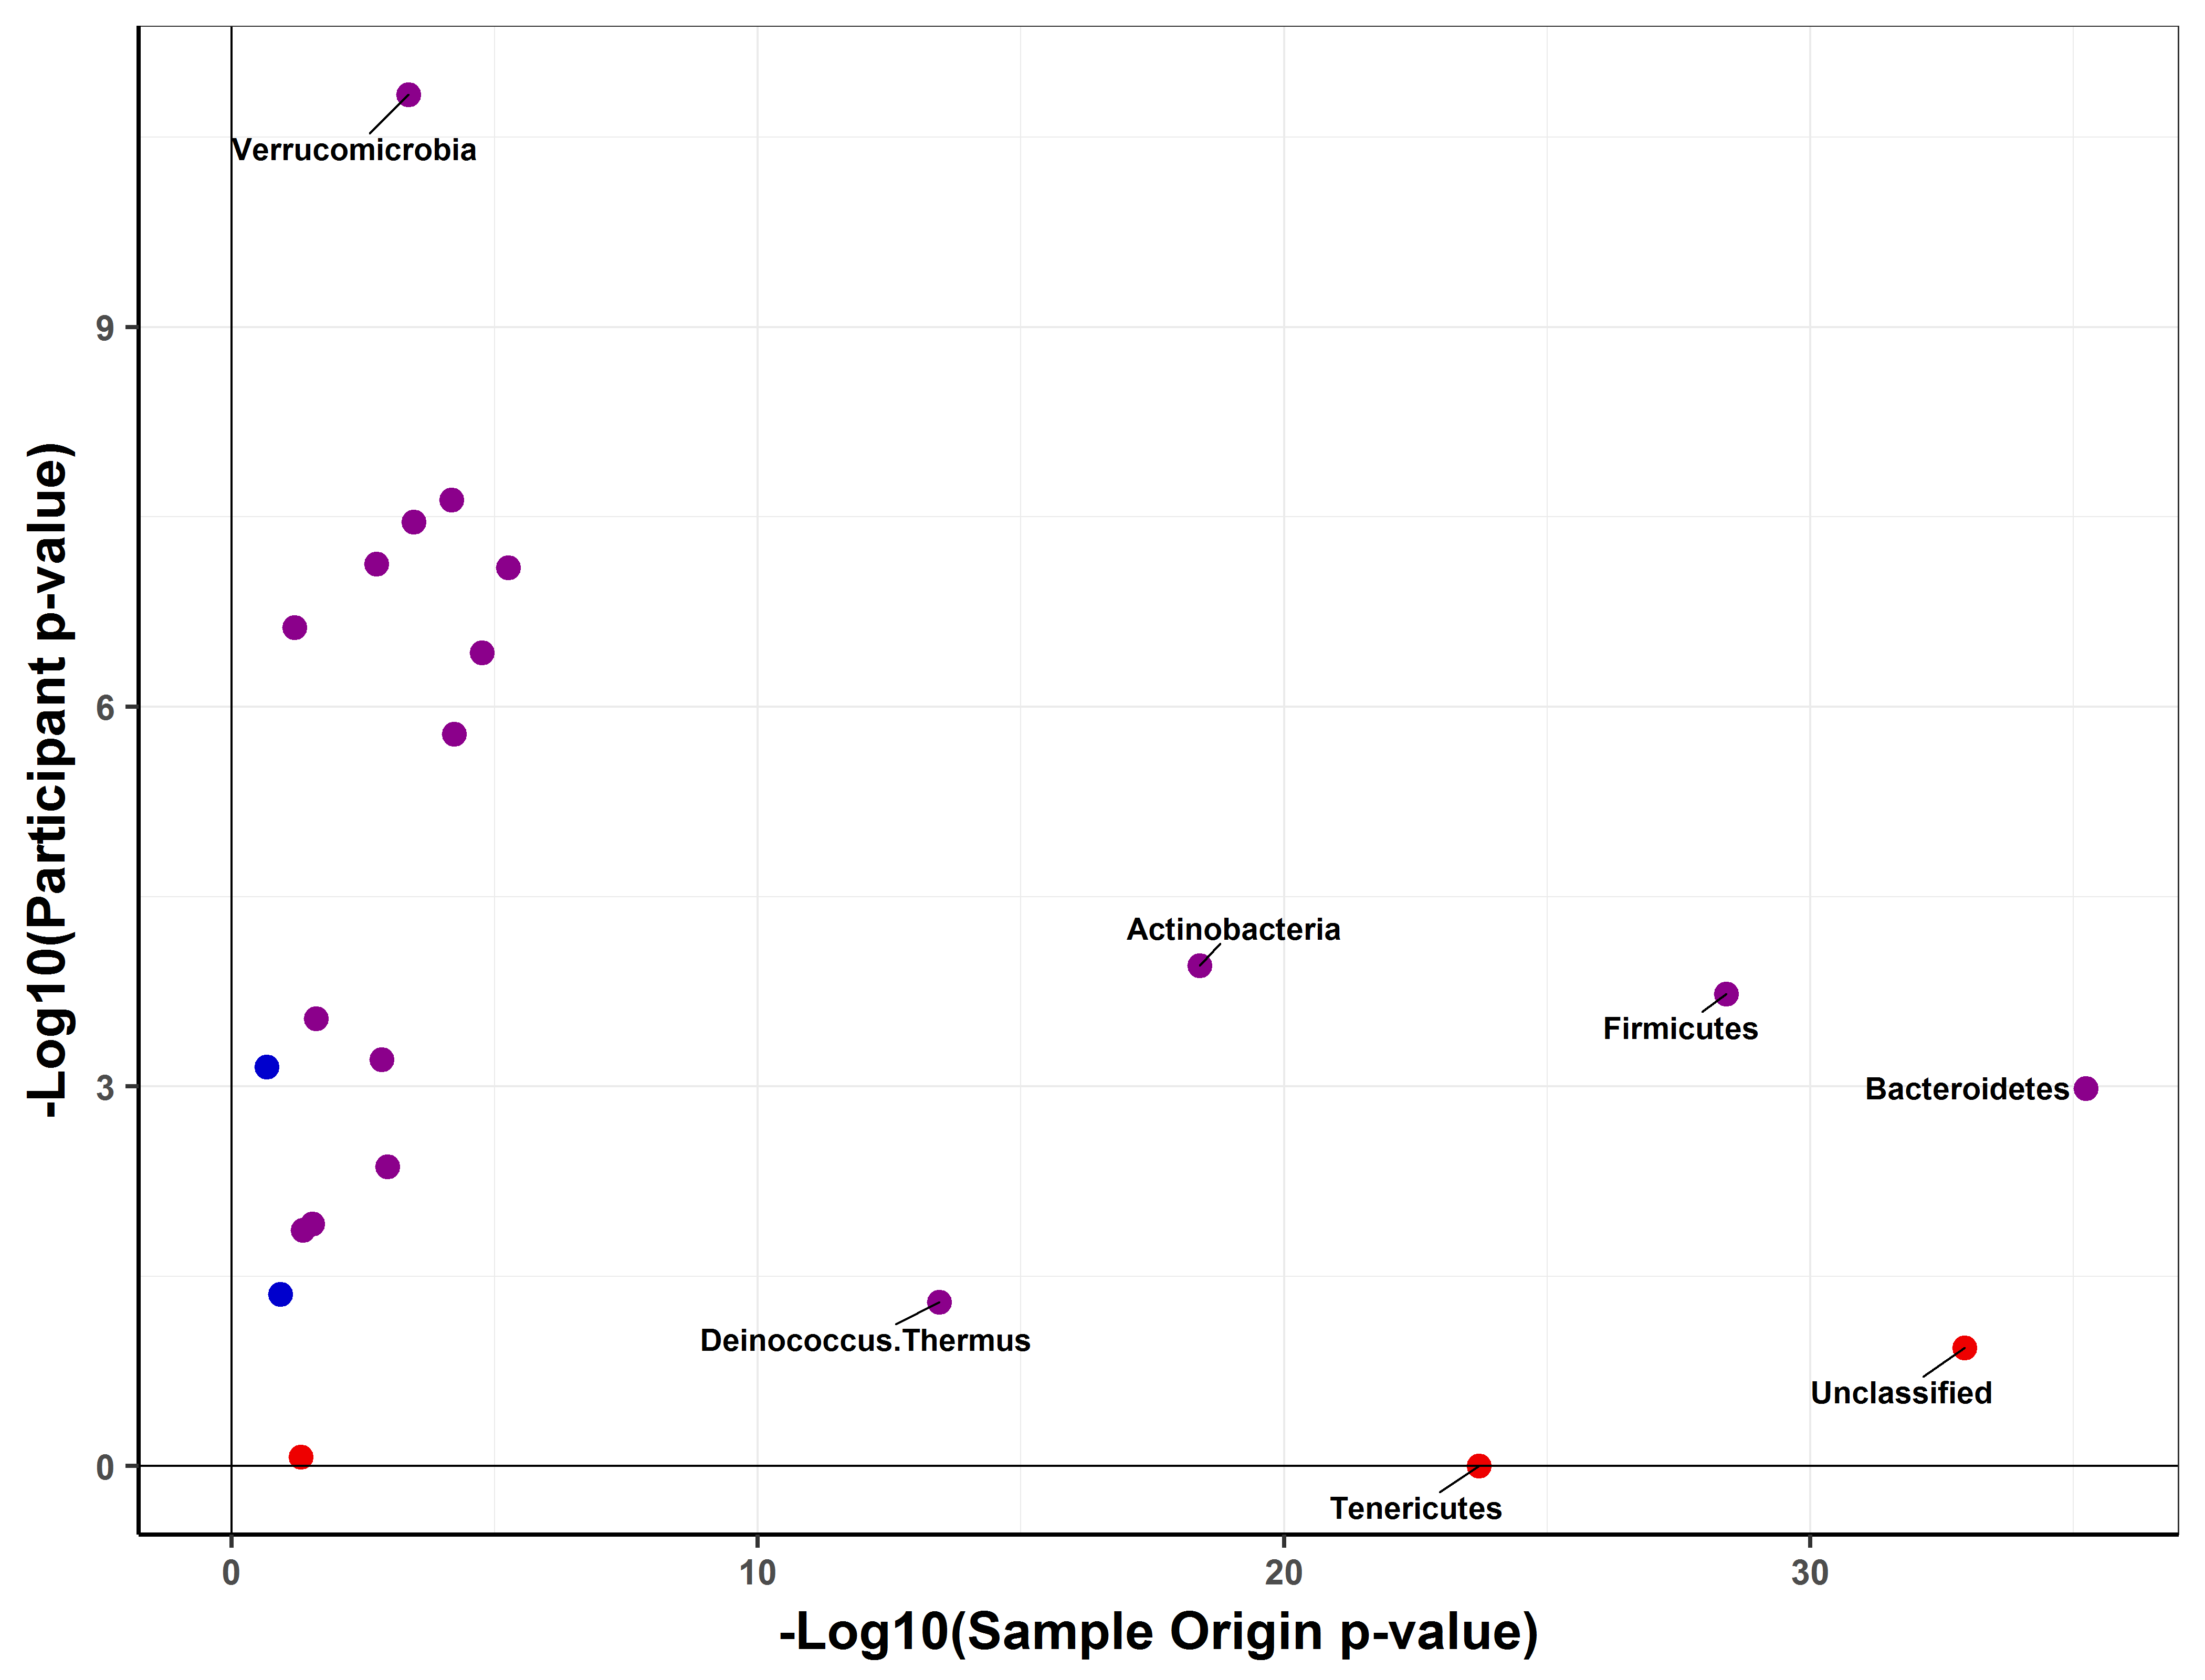 Verrucomicrobia
9
6
3
0
-Log10(Participant p-value)
Actinobacteria
Firmicutes
Bacteroidetes
Deinococcus.Thermus
Unclassified
Tenericutes
0 10 20 30
-Log10(Sample Origin p-value)